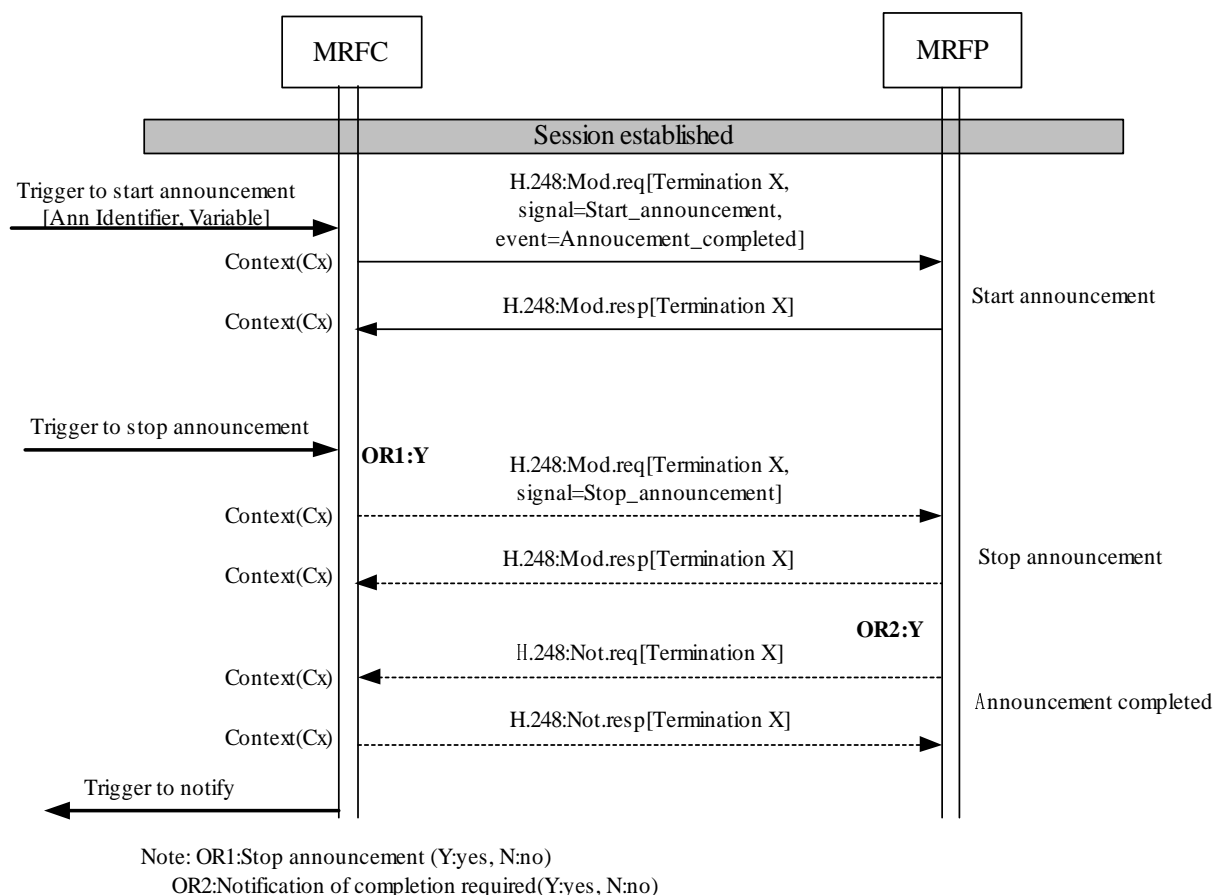 MRFC
MRFP
Session established
Trigger to start announcement
[Ann Identifier, Variable]
H.248:Mod.req[Termination X,
signal=Start_announcement,
event=Annoucement_completed]
Context(Cx)
Start announcement
H.248:Mod.resp[Termination X]
Context(Cx)
Trigger to stop announcement
OR1:Y
H.248:Mod.req[Termination X,
signal=Stop_announcement]
Context(Cx)
Stop announcement
H.248:Mod.resp[Termination X]
Context(Cx)
OR2:Y
H.248:Not.req[Termination X]
Context(Cx)
Announcement completed
H.248:Not.resp[Termination X]
Context(Cx)
Trigger to notify
Note: OR1:Stop announcement (Y:yes, N:no)
OR2:Notification of completion required(Y:yes, N:no)